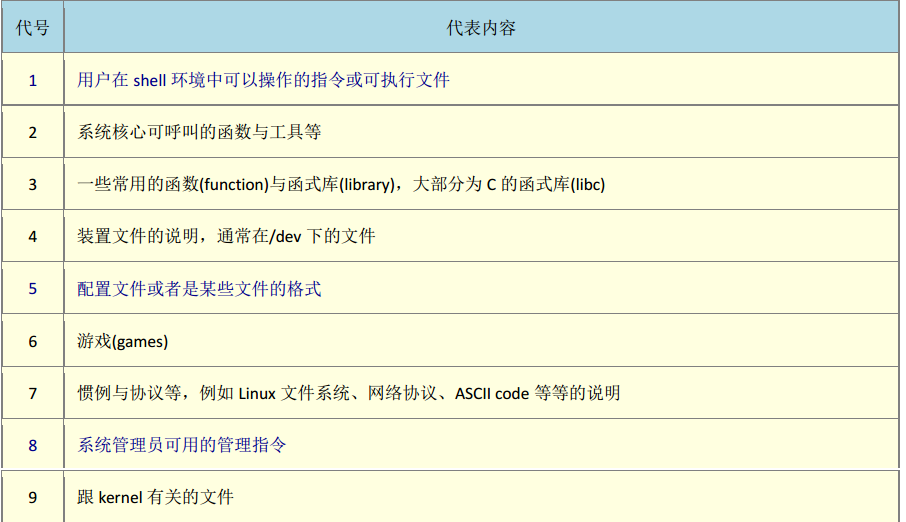 代号 代表内容
1 用户在 shell 环境中可以操作的指令或可执行文件
2 系统核心可呼叫的函数与工具等
3 一些常用的函数(function)与函式库(library)，大部分为 C 的函式库(libc)
4 装置文件的说明，通常在/dev 下的文件
5 配置文件或者是某些文件的格式
6 游戏(games)
7 惯例与协议等，例如 Linux 文件系统、网络协议、ASCII code 等等的说明
8 系统管理员可用的管理指令
9 跟 kernel 有关的文件